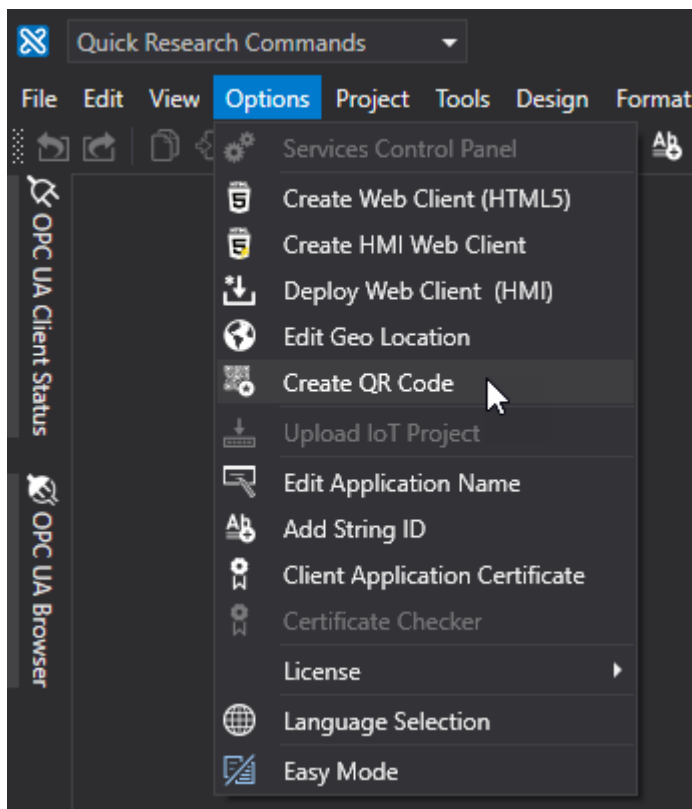 Quick Research Commands
File Edit View Options Project Tools Design Format
Services Control Panel
Create Web Client (HTML5)
Create HMI Web Client
Deploy Web Client (HMI)
Edit Geo Location
Create QR Code
Upload IoT Project
Edit Application Name
Add String ID
Client Application Certificate
Certificate Checker
License
Language Selection
Easy Mode
OPC UA Client Status
OPC UA Browser